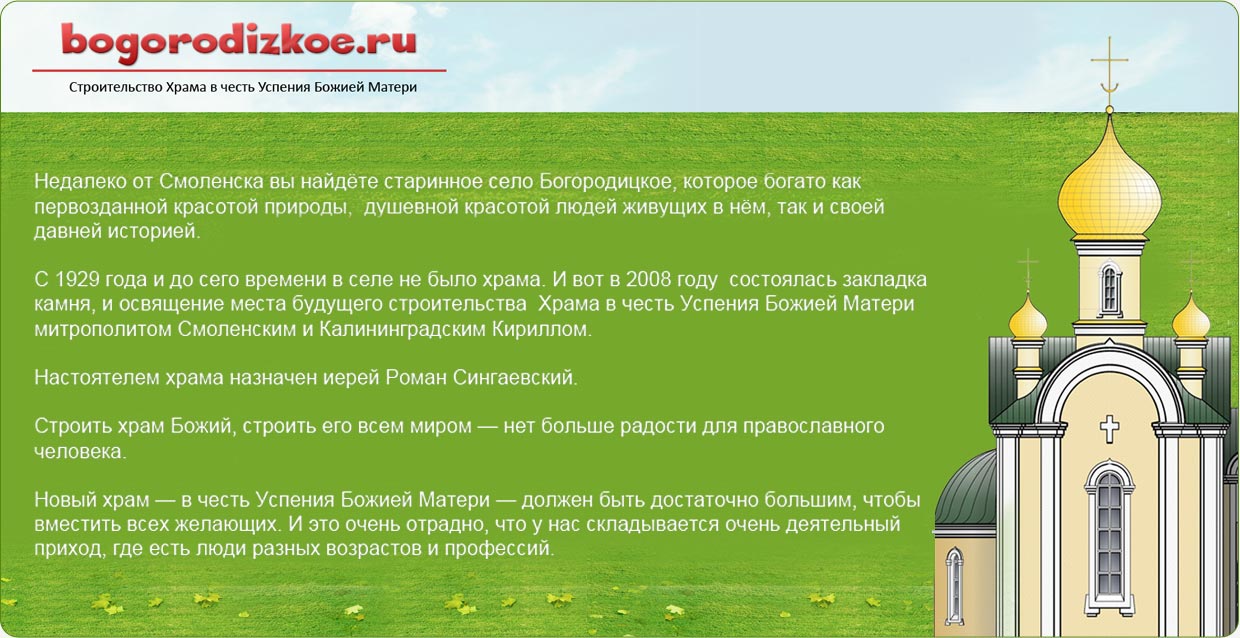 bogorodizkoe.ru
Строительство Храма в честь Успения Божией Матери
Недалеко от Смоленска вы найдёте старинное село Богородицкое, которое богато как
первозданной красотой природы, душевной красотой людей живущих в нём, так и своей
давней историей.
С 1929 года и до сего времени в селе не было храма. И вот в 2008 году состоялась закладка
камня, и освящение места будущего строительства Храма в честь Успения Божией Матери
митрополитом Смоленским и Калининградским Кириллом.
Настоятелем храма назначен иерей Роман Сингаевский.
Строить храм Божий, строить его всем миром — нет больше радости для православного
человека.
Новый храм — в честь Успения Божией Матери — должен быть достаточно большим, чтобы
вместить всех желающих. И это очень отрадно, что у нас складывается очень деятельный
приход, где есть люди разных возрастов и профессий.